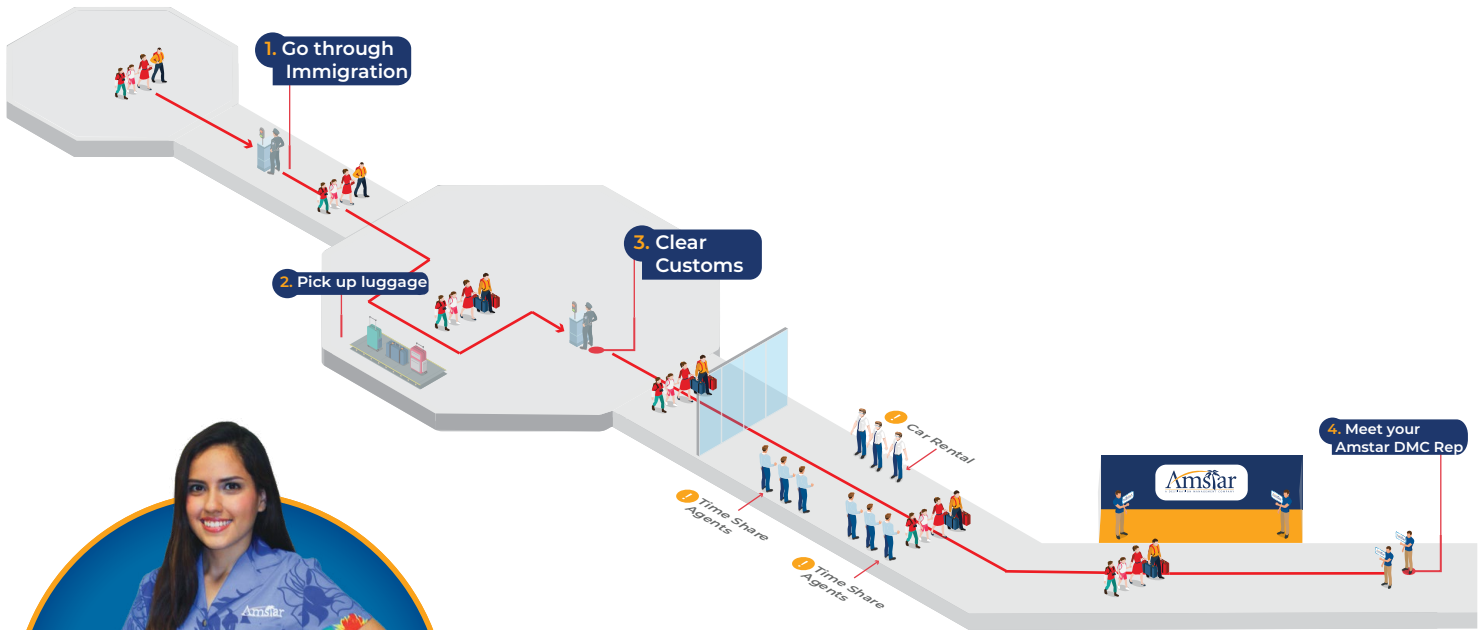 1. Go through
Immigration
2. Pick up luggage
3. Clear
Customs
! Car Rental
! Time Share
Agents
! Time Share
Agents
Amstar
4. Meet your
Amstar DMC Rep
Amstar